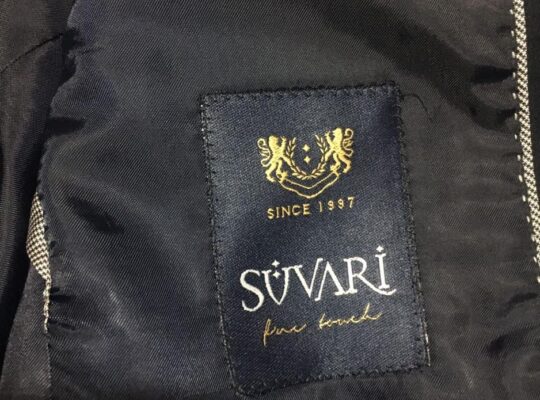 SINCE 1997
SÜVARİ
fine touch